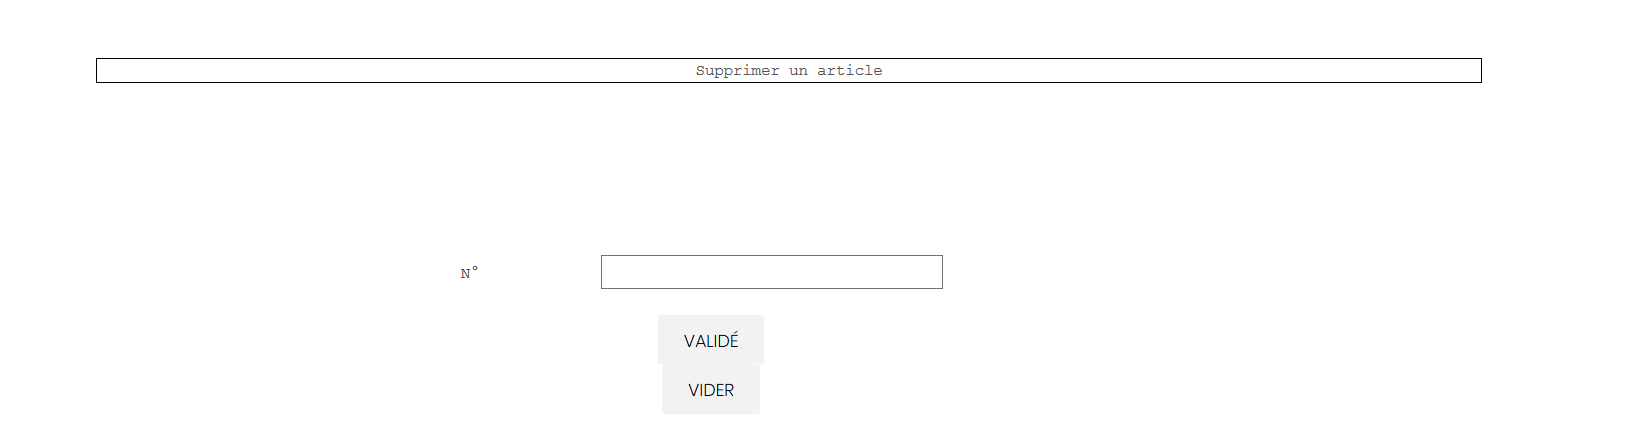 Supprimer un article
N°
VALIDÉ
VIDER